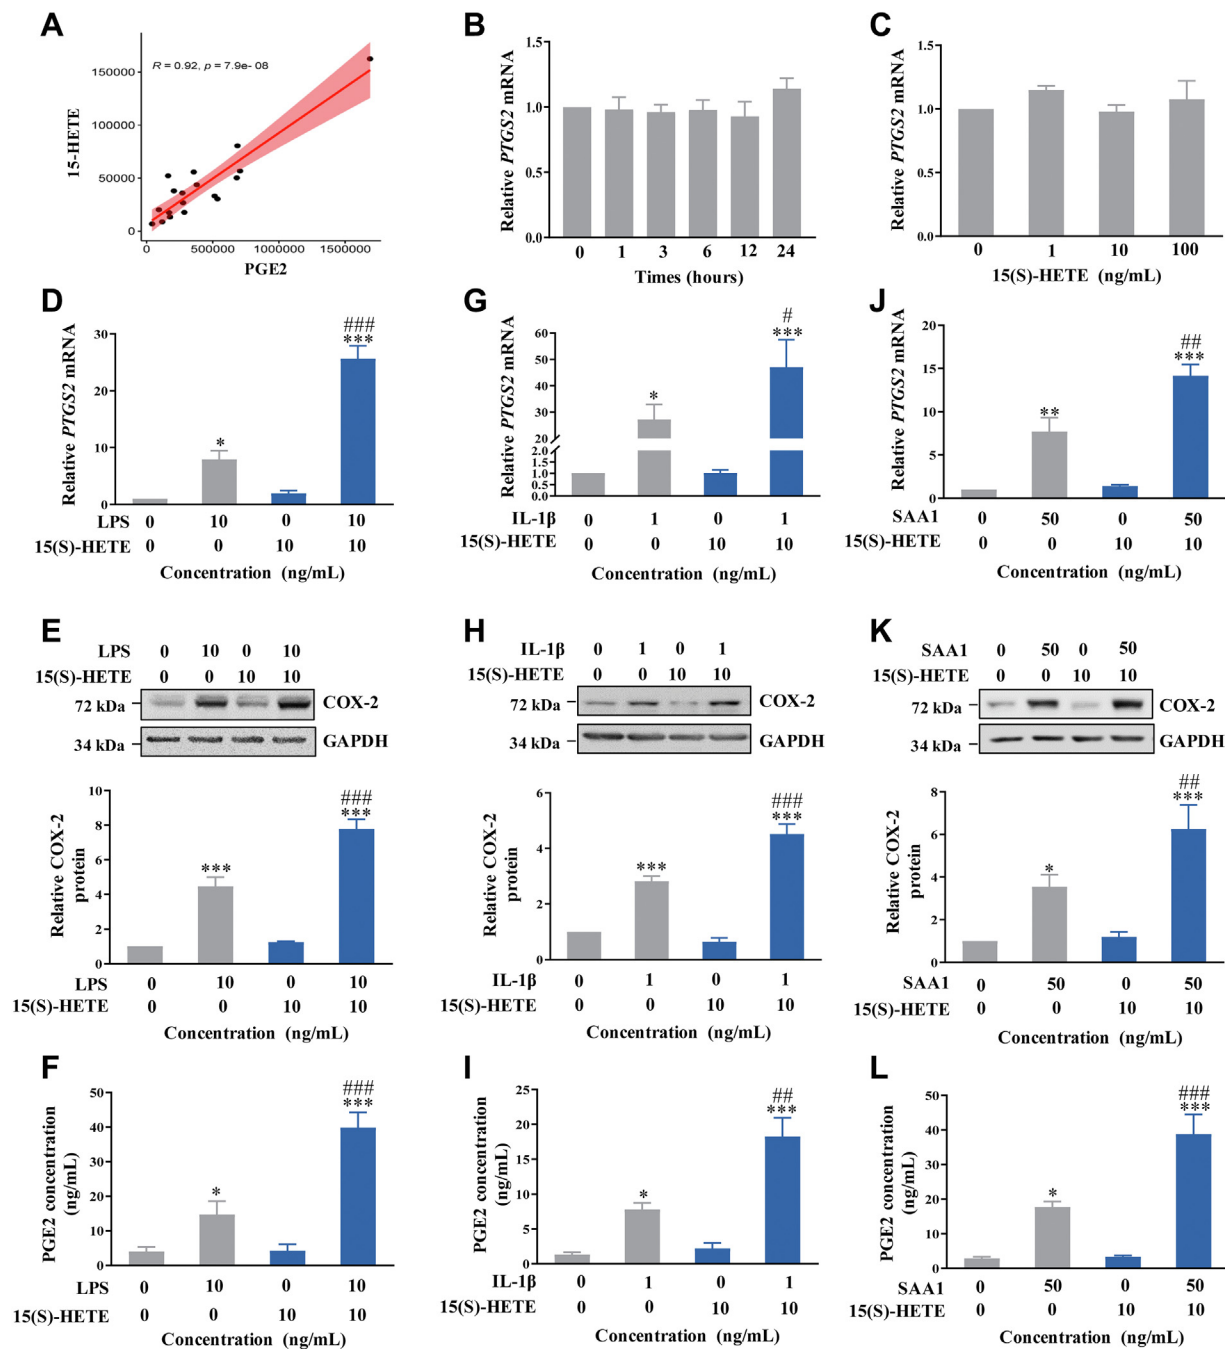 A
R = 0.92, p = 7.9e- 08
15-HETE
150000
100000
50000
0
0 500000 1000000 1500000
PGE2
B
Relative PTGS2 mRNA
1.5
1.0
0.5
0.0
0 1 3 6 12 24
Times (hours)
C
Relative PTGS2 mRNA
1.5
1.0
0.5
0.0
0 1 10 100
15(S)-HETE (ng/mL)
D
Relative PTGS2 mRNA
30
20
10
0
*
###
***
LPS 0 10 0 10
15(S)-HETE 0 0 10 10
Concentration (ng/mL)
G
Relative PTGS2 mRNA
60
50
40
30
20
2.0
1.5
1.0
0.5
0.0
*
#
***
IL-1β 0 1 0 1
15(S)-HETE 0 0 10 10
Concentration (ng/mL)
J
Relative PTGS2 mRNA
20
15
10
5
0
**
##
***
SAA1 0 50 0 50
15(S)-HETE 0 0 10 10
Concentration (ng/mL)
E
LPS 0 10 0 10
15(S)-HETE 0 0 10 10
72 kDa COX-2
34 kDa GAPDH
Relative COX-2
protein
10
8
6
4
2
0
***
###
***
LPS 0 10 0 10
15(S)-HETE 0 0 10 10
Concentration (ng/mL)
H
IL-1β 0 1 0 1
15(S)-HETE 0 0 10 10
72 kDa COX-2
34 kDa GAPDH
Relative COX-2
protein
6
4
2
0
***
###
***
IL-1β 0 1 0 1
15(S)-HETE 0 0 10 10
Concentration (ng/mL)
K
SAA1 0 50 0 50
15(S)-HETE 0 0 10 10
72 kDa COX-2
34 kDa GAPDH
Relative COX-2
protein
8
6
4
2
0
*
##
***
SAA1 0 50 0 50
15(S)-HETE 0 0 10 10
Concentration (ng/mL)
F
PGE2 concentration
(ng/mL)
50
40
30
20
10
0
*
###
***
LPS 0 10 0 10
15(S)-HETE 0 0 10 10
Concentration (ng/mL)
I
PGE2 concentration
(ng/mL)
25
20
15
10
5
0
*
##
***
IL-1β 0 1 0 1
15(S)-HETE 0 0 10 10
Concentration (ng/mL)
L
PGE2 concentration
(ng/mL)
50
40
30
20
10
0
*
###
***
SAA1 0 50 0 50
15(S)-HETE 0 0 10 10
Concentration (ng/mL)